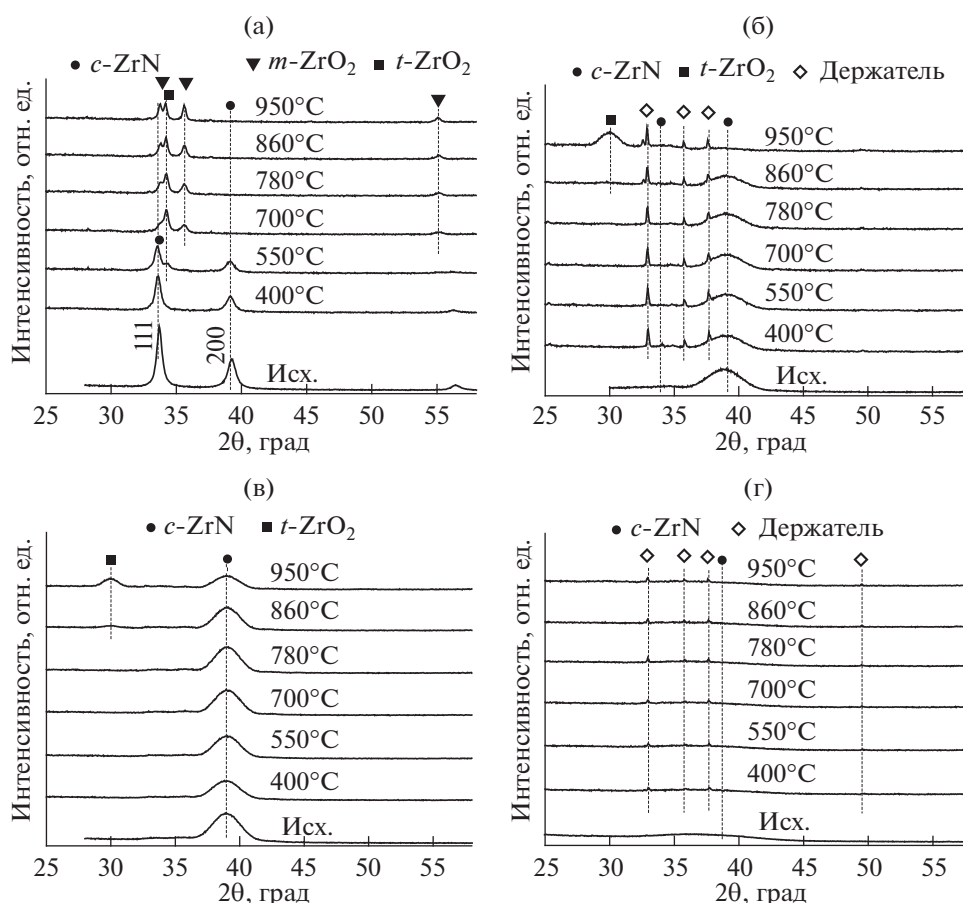 (а)
● c-ZrN ▼ m-ZrO₂ ■ t-ZrO₂
Интенсивность, отн. ед.
950°C
860°C
780°C
700°C
550°C
400°C
111
200
Исх.
25 30 35 40 45 50 55
2θ, град
(б)
● c-ZrN ■ t-ZrO₂ ◇ Держатель
Интенсивность, отн. ед.
950°C
860°C
780°C
700°C
550°C
400°C
Исх.
25 30 35 40 45 50 55
2θ, град
(в)
● c-ZrN ■ t-ZrO₂
Интенсивность, отн. ед.
950°C
860°C
780°C
700°C
550°C
400°C
Исх.
25 30 35 40 45 50 55
2θ, град
(г)
● c-ZrN ◇ Держатель
Интенсивность, отн. ед.
950°C
860°C
780°C
700°C
550°C
400°C
Исх.
25 30 35 40 45 50 55
2θ, град